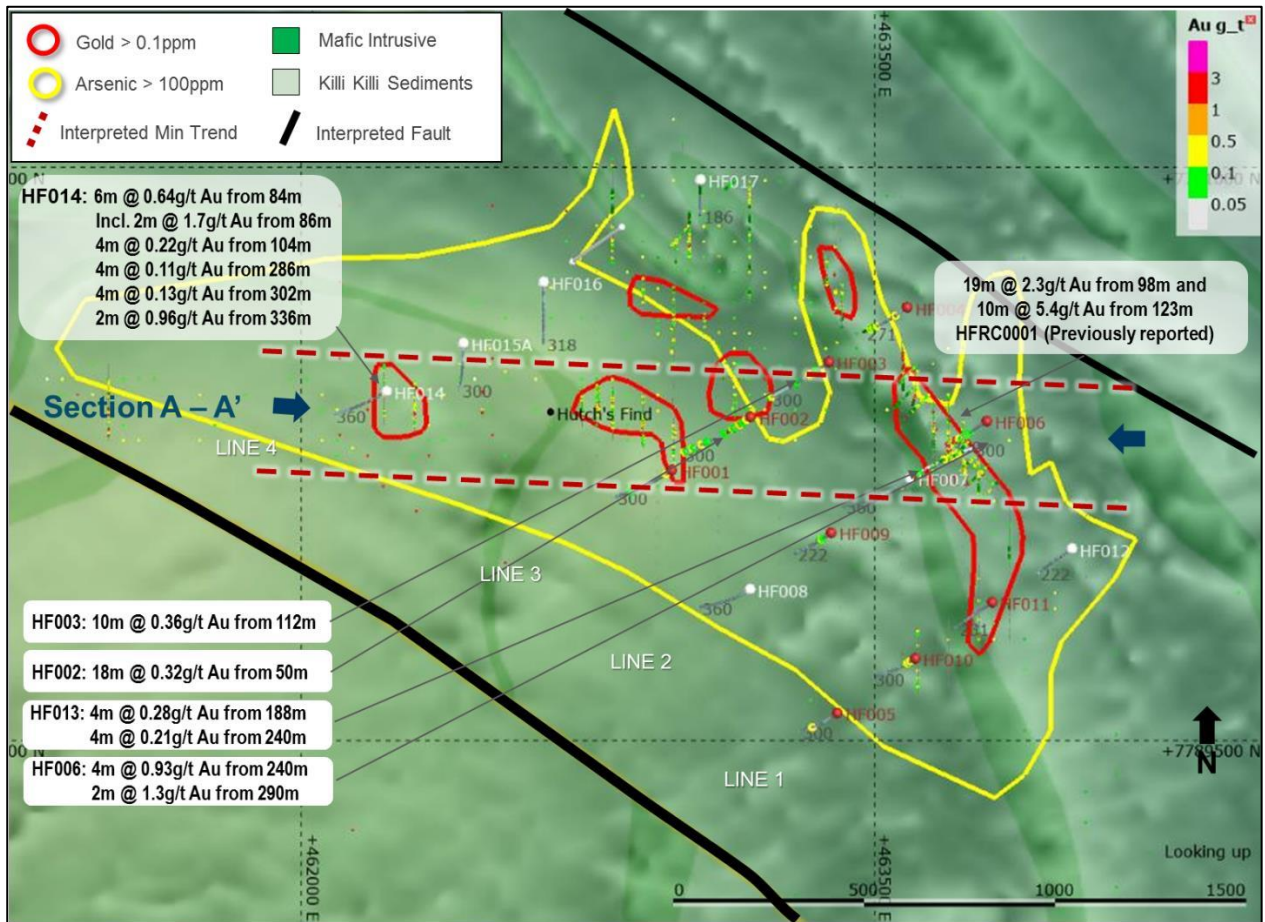 Gold > 0.1ppm
Mafic Intrusive
Arsenic > 100ppm
Killi Killi Sediments
Interpreted Min Trend
Interpreted Fault
Au g_t
3
1
0.5
0.1
0.05
+463500 E
00 N
HF017
186
HF014: 6m @ 0.64g/t Au from 84m
Incl. 2m @ 1.7g/t Au from 86m
4m @ 0.22g/t Au from 104m
4m @ 0.11g/t Au from 286m
4m @ 0.13g/t Au from 302m
2m @ 0.96g/t Au from 336m
19m @ 2.3g/t Au from 98m and
10m @ 5.4g/t Au from 123m
HFRC0001 (Previously reported)
HF016
318
HF004
271
HF015A
300
HF003
300
HF014
360
Section A – A'
Hutch's Find
HF002
300
HF006
300
LINE 4
HF001
300
HF007
360
HF009
222
HF012
222
LINE 3
HF008
360
HF011
231
HF003: 10m @ 0.36g/t Au from 112m
LINE 2
HF002: 18m @ 0.32g/t Au from 50m
HF010
300
HF013: 4m @ 0.28g/t Au from 188m
4m @ 0.21g/t Au from 240m
HF005
300
00 N
+7789500 N
N
HF006: 4m @ 0.93g/t Au from 240m
2m @ 1.3g/t Au from 290m
LINE 1
+462000 E
+463500 E
Looking up
0
500
1000
1500